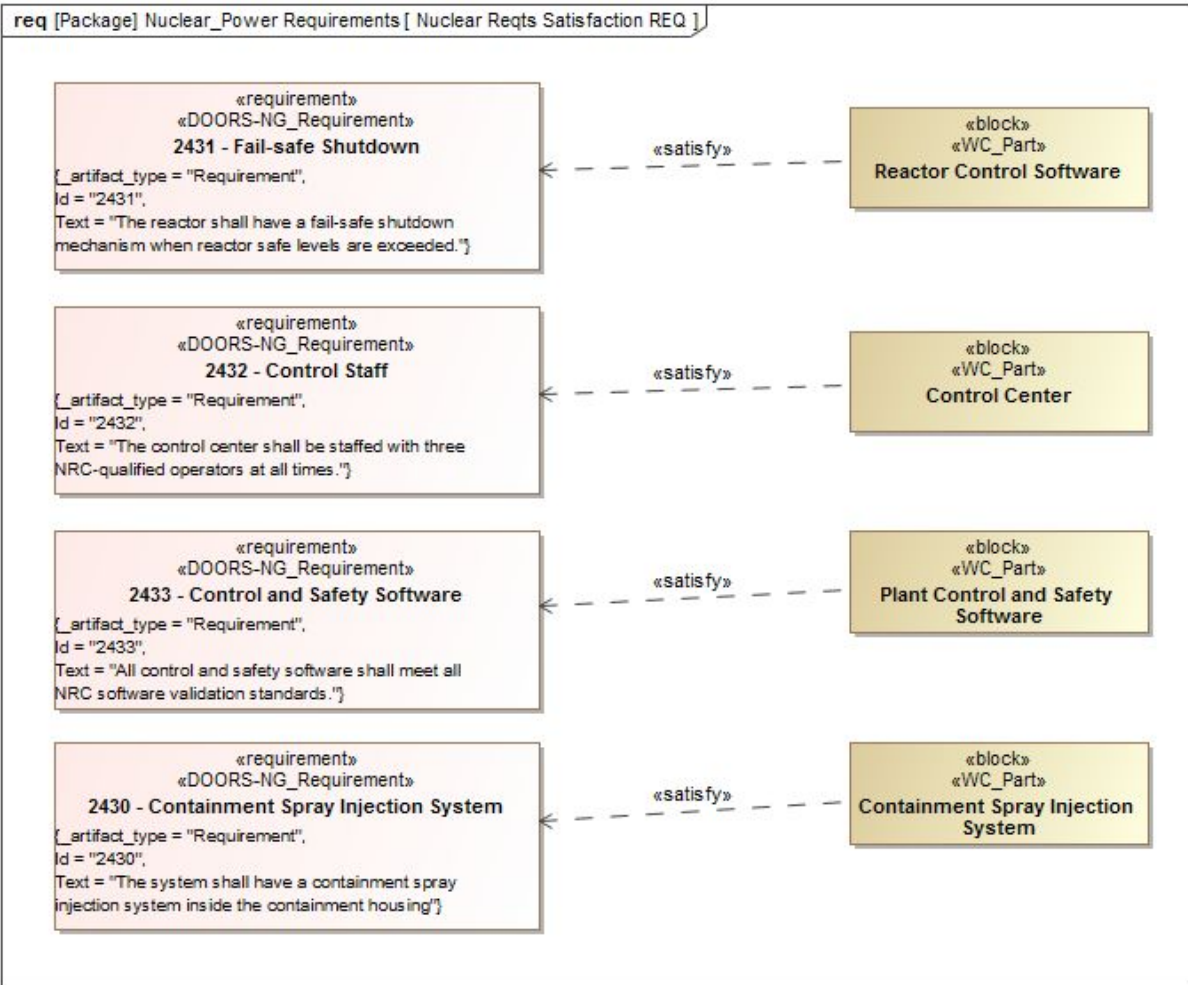 req [Package] Nuclear_Power Requirements [ Nuclear Reqts Satisfaction REQ ]
«requirement»
«DOORS-NG_Requirement»
2431 - Fail-safe Shutdown
{_artifact_type = "Requirement",
Id = "2431",
Text = "The reactor shall have a fail-safe shutdown
mechanism when reactor safe levels are exceeded."}
«satisfy»
«block»
«WC_Part»
Reactor Control Software
«requirement»
«DOORS-NG_Requirement»
2432 - Control Staff
{_artifact_type = "Requirement",
Id = "2432",
Text = "The control center shall be staffed with three
NRC-qualified operators at all times."}
«satisfy»
«block»
«WC_Part»
Control Center
«requirement»
«DOORS-NG_Requirement»
2433 - Control and Safety Software
{_artifact_type = "Requirement",
Id = "2433",
Text = "All control and safety software shall meet all
NRC software validation standards."}
«satisfy»
«block»
«WC_Part»
Plant Control and Safety
Software
«requirement»
«DOORS-NG_Requirement»
2430 - Containment Spray Injection System
{_artifact_type = "Requirement",
Id = "2430",
Text = "The system shall have a containment spray
injection system inside the containment housing"}
«satisfy»
«block»
«WC_Part»
Containment Spray Injection
System